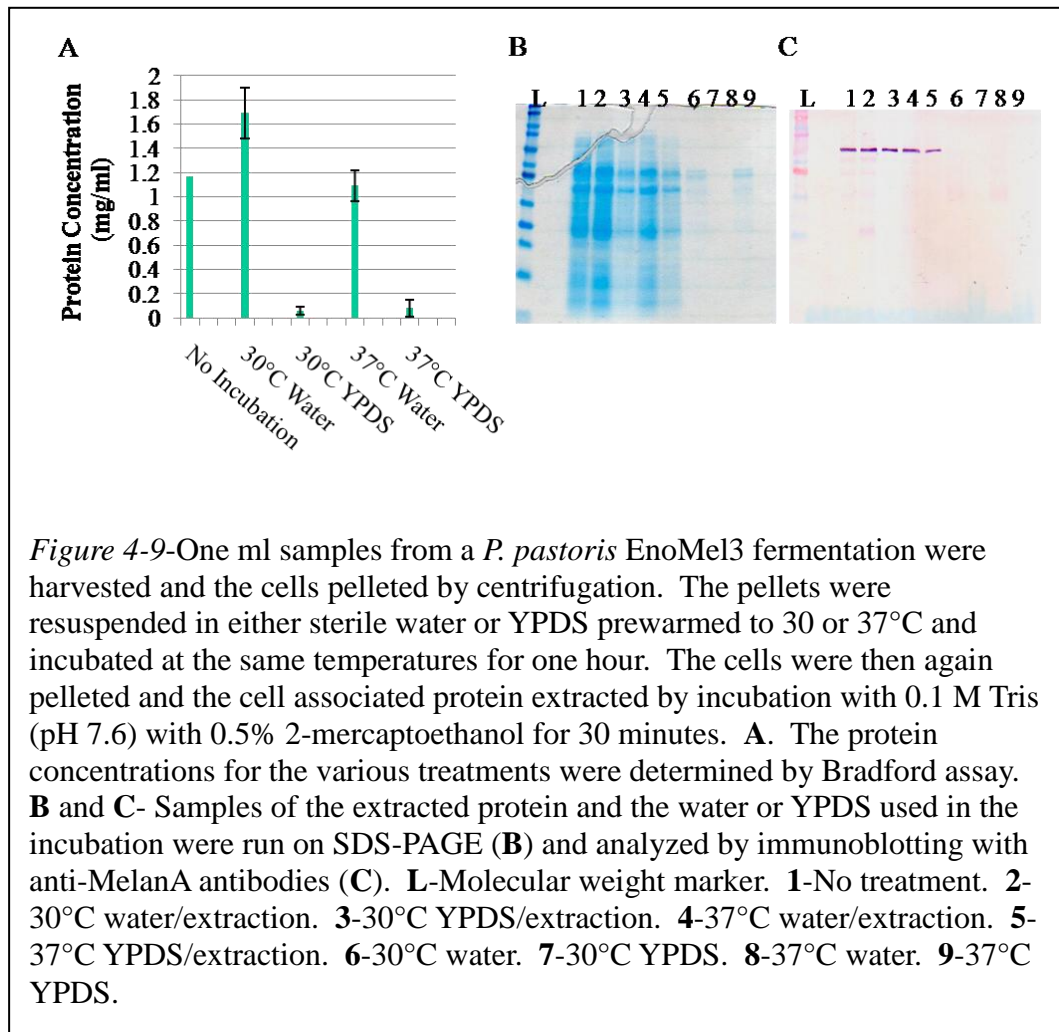 A
B
C
Protein Concentration
(mg/ml)
2
1.8
1.6
1.4
1.2
1
0.8
0.6
0.4
0.2
0
No Incubation
30°C Water
30°C YPDS
37°C Water
37°C YPDS
L 1 2 3 4 5 6 7 8 9
L 1 2 3 4 5 6 7 8 9
Figure 4-9-One ml samples from a P. pastoris EnoMel3 fermentation were
harvested and the cells pelleted by centrifugation. The pellets were
resuspended in either sterile water or YPDS prewarmed to 30 or 37°C and
incubated at the same temperatures for one hour. The cells were then again
pelleted and the cell associated protein extracted by incubation with 0.1 M Tris
(pH 7.6) with 0.5% 2-mercaptoethanol for 30 minutes. A. The protein
concentrations for the various treatments were determined by Bradford assay.
B and C- Samples of the extracted protein and the water or YPDS used in the
incubation were run on SDS-PAGE (B) and analyzed by immunoblotting with
anti-MelanA antibodies (C). L-Molecular weight marker. 1-No treatment. 2-
30°C water/extraction. 3-30°C YPDS/extraction. 4-37°C water/extraction. 5-
37°C YPDS/extraction. 6-30°C water. 7-30°C YPDS. 8-37°C water. 9-37°C
YPDS.